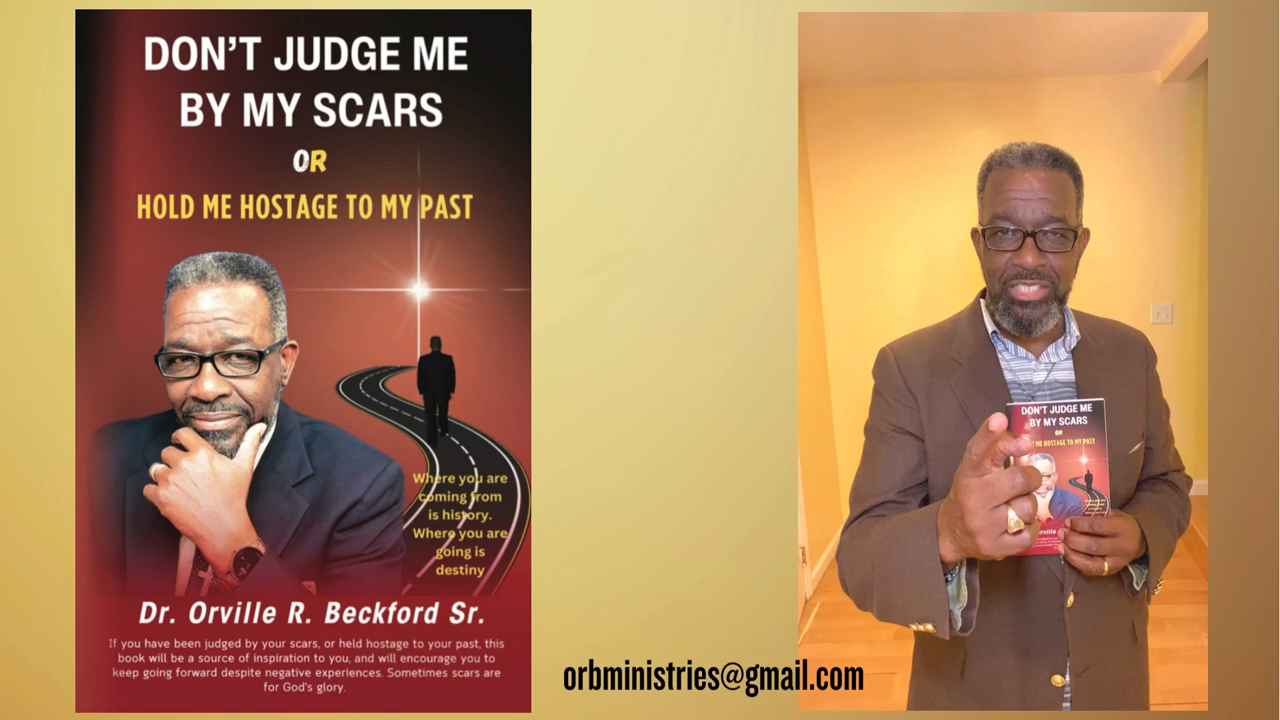 DON'T JUDGE ME
BY MY SCARS
OR
HOLD ME HOSTAGE TO MY PAST
Where you are
coming from
is history.
Where you are
going is
destiny
Dr. Orville R. Beckford Sr.
If you have been judged by your scars, or held hostage to your past, this
book will be a source of inspiration to you, and will encourage you to
keep going forward despite negative experiences. Sometimes scars are
for God's glory.
orbministries@gmail.com
DON'T JUDGE ME
BY MY SCARS
OR
ME HOSTAGE TO MY PAST